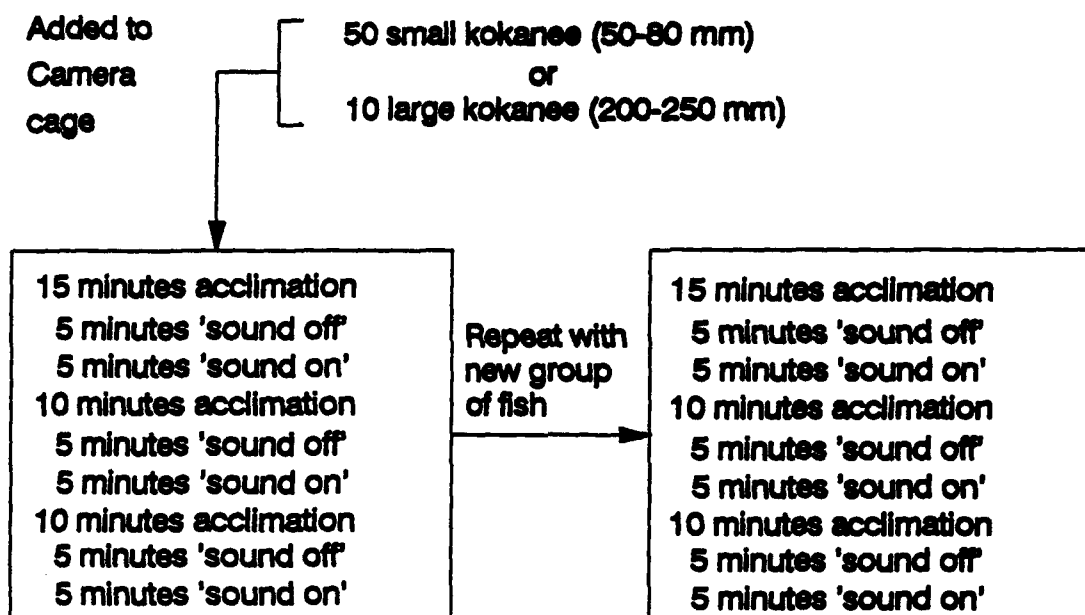 Added to
Camera
cage
50 small kokanee (50-80 mm)
or
10 large kokanee (200-250 mm)
15 minutes acclimation
5 minutes 'sound off'
5 minutes 'sound on'
10 minutes acclimation
5 minutes 'sound off'
5 minutes 'sound on'
10 minutes acclimation
5 minutes 'sound off'
5 minutes 'sound on'
Repeat with
new group
of fish
15 minutes acclimation
5 minutes 'sound off'
5 minutes 'sound on'
10 minutes acclimation
5 minutes 'sound off'
5 minutes 'sound on'
10 minutes acclimation
5 minutes 'sound off'
5 minutes 'sound on'